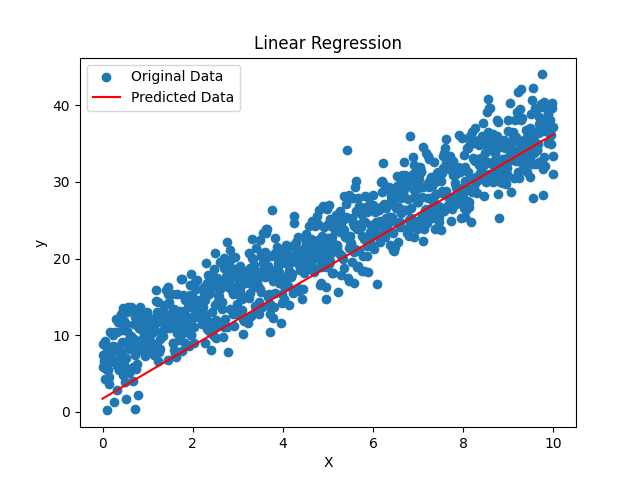 Linear Regression
Original Data
Predicted Data
40
30
20
10
0
y
0 2 4 6 8 10
X